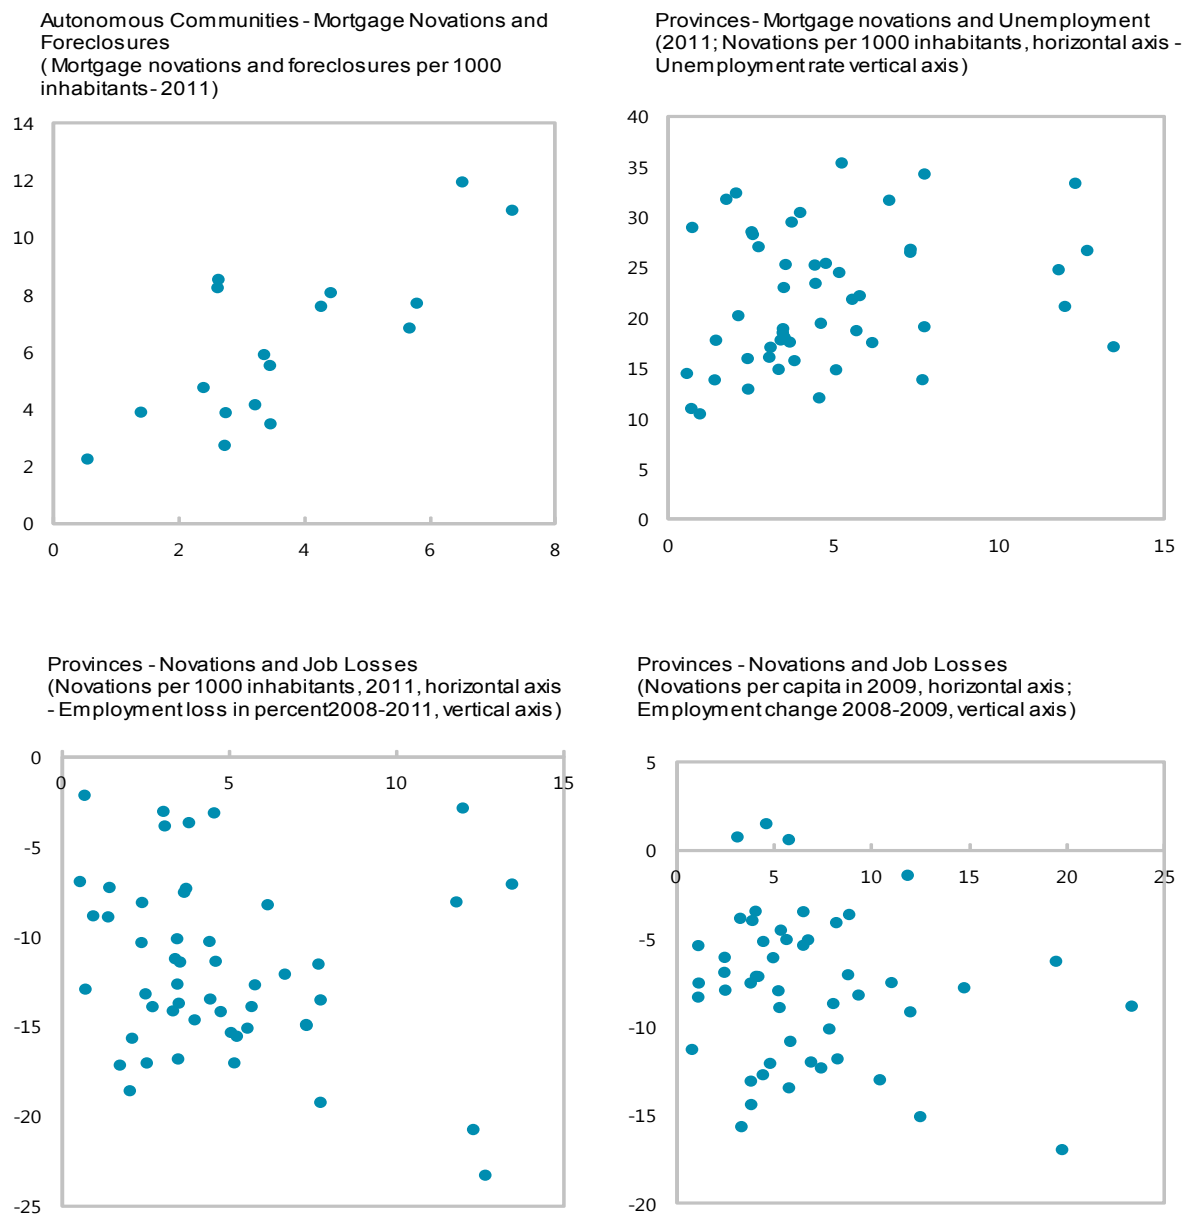 Autonomous Communities - Mortgage Novations and
Foreclosures
( Mortgage novations and foreclosures per 1000
inhabitants- 2011)
14
12
10
8
6
4
2
0
0 2 4 6 8
Provinces- Mortgage novations and Unemployment
(2011; Novations per 1000 inhabitants, horizontal axis -
Unemployment rate vertical axis)
40
35
30
25
20
15
10
5
0
0 5 10 15
Provinces - Novations and Job Losses
(Novations per 1000 inhabitants, 2011, horizontal axis
- Employment loss in percent2008-2011, vertical axis)
0
0 5 10 15
-5
-10
-15
-20
-25
Provinces - Novations and Job Losses
(Novations per capita in 2009, horizontal axis;
Employment change 2008-2009, vertical axis)
5
0
0 5 10 15 20 25
-5
-10
-15
-20